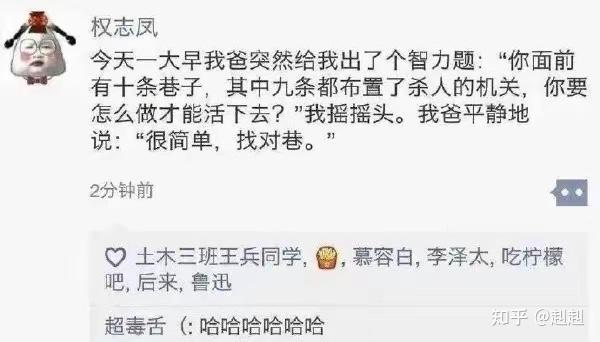 权志凤
今天一大早我爸突然给我出了个智力题：“你面前
有十条巷子，其中九条都布置了杀人的机关，你要
怎么做才能活下去？”我摇摇头。我爸平静地
说：“很简单，找对巷。”
2分钟前
土木三班王兵同学, 🍟, 慕容白, 李泽太, 吃柠檬
吧, 后来, 鲁迅
超毒舌（: 哈哈哈哈哈哈
知乎 @赳赳